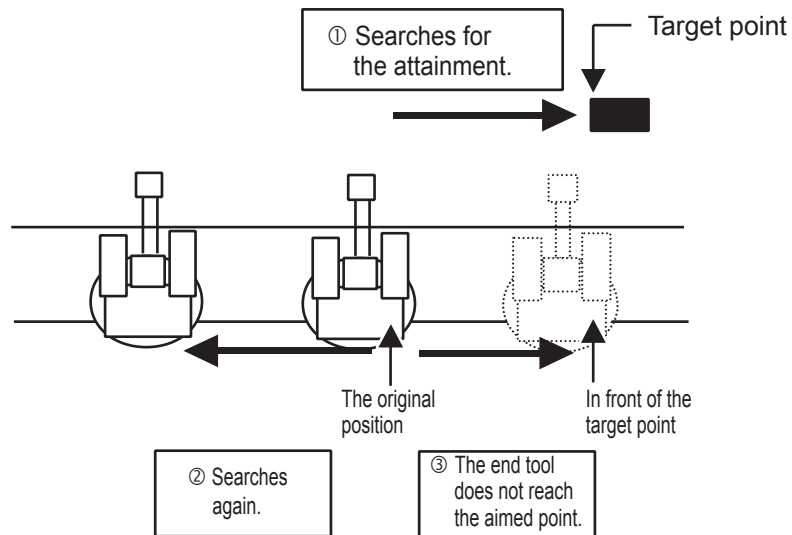 ① Searches for
the attainment.
Target point
The original
position
In front of the
target point
② Searches
again.
③ The end tool
does not reach
the aimed point.